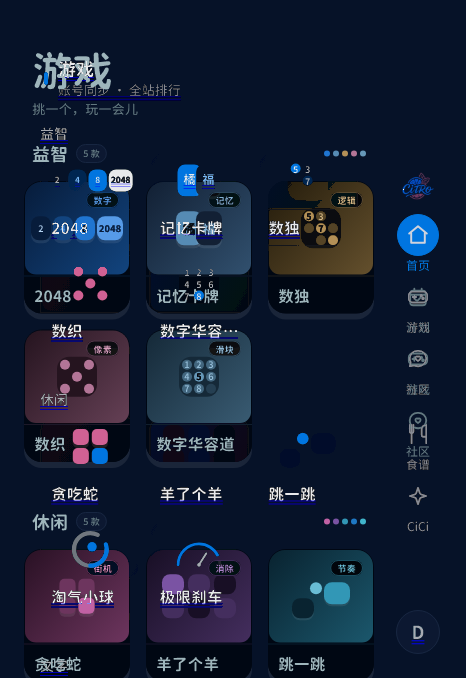 游戏
游戏
账号同步 · 全站排行
挑一个，玩一会儿
益智
益智 5 款
2 4 8 2048
数字
2 2048
2048
2048
橘 福
记忆
记忆卡牌
记忆卡牌
5 3
7
逻辑
5 3
7
数独
数独
Citro
首页
游戏
社区
食谱
CiCi
D
数织
像素
数织
1 2 3
4 5 6
8
数字华容…
滑块
1 2 3
4 5 6
7 8
数字华容道
休闲
贪吃蛇
羊了个羊
跳一跳
休闲 5 款
街机
淘气小球
贪吃蛇
消除
极限刹车
羊了个羊
节奏
跳一跳